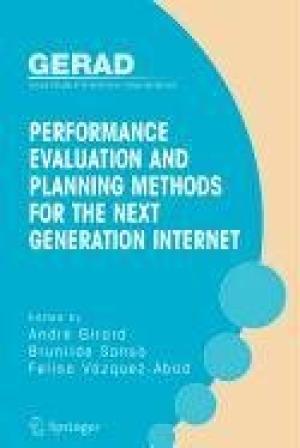 GERAD
PERFORMANCE
EVALUATION AND
PLANNING METHODS
FOR THE NEXT
GENERATION INTERNET
Edited by
André Girard
Brunilde Sansò
Felisa Vázquez-Abad
Springer